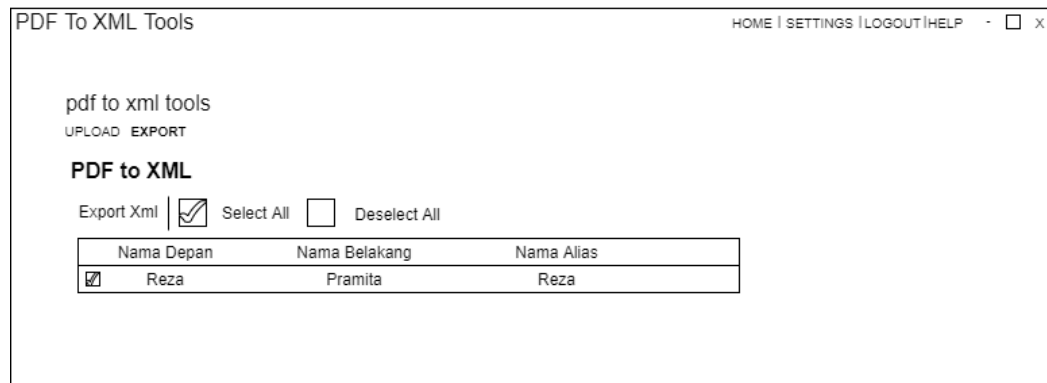 PDF To XML Tools HOME | SETTINGS |LOGOUT|HELP - X
pdf to xml tools
UPLOAD EXPORT
PDF to XML
Export Xml Select All Deselect All
Nama Depan Nama Belakang Nama Alias
Reza Pramita Reza